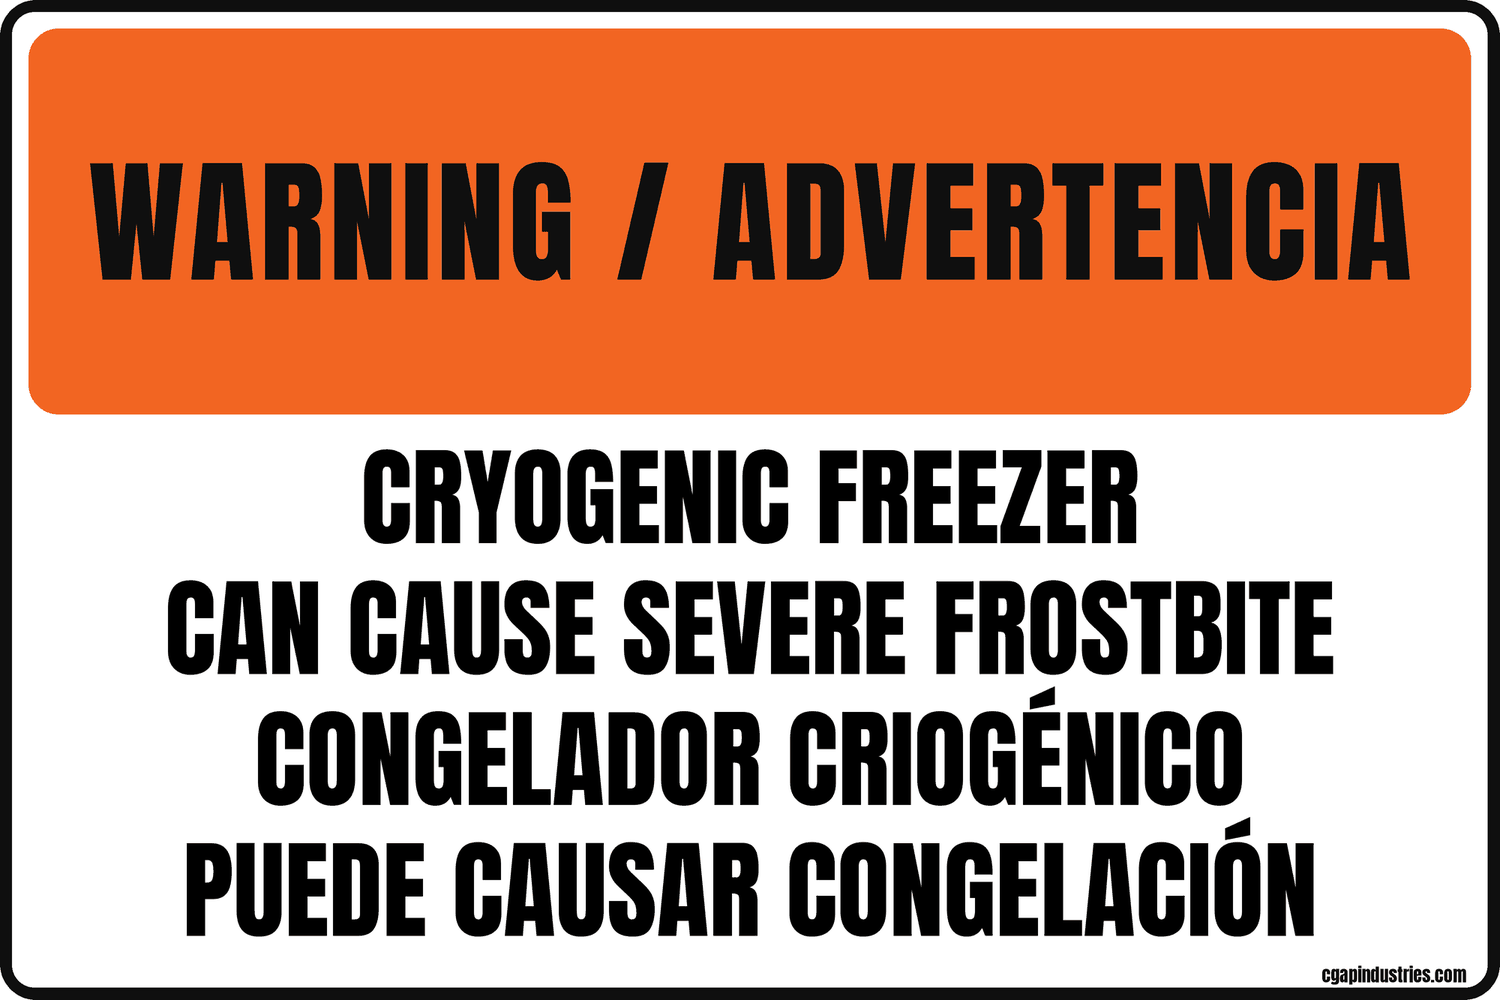 WARNING / ADVERTENCIA
CRYOGENIC FREEZER
CAN CAUSE SEVERE FROSTBITE
CONGELADOR CRIOGÉNICO
PUEDE CAUSAR CONGELACIÓN
cgapindustries.com